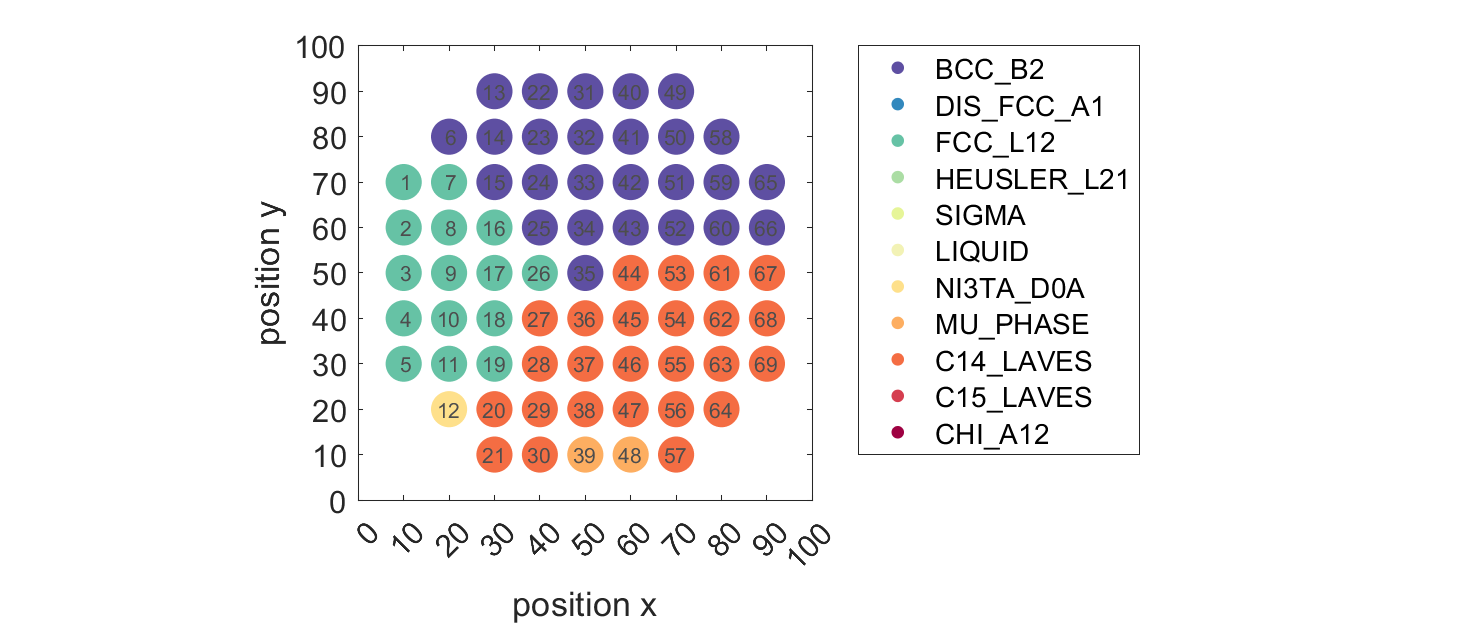 100
90
80
70
60
50
40
30
20
10
0
position y
13 22 31 40 49
6 14 23 32 41 50 58
1 7 15 24 33 42 51 59 65
2 8 16 25 34 43 52 60 66
3 9 17 26 35 44 53 61 67
4 10 18 27 36 45 54 62 68
5 11 19 28 37 46 55 63 69
12 20 29 38 47 56 64
21 30 39 48 57
0 10 20 30 40 50 60 70 80 90 100
position x
BCC_B2
DIS_FCC_A1
FCC_L12
HEUSLER_L21
SIGMA
LIQUID
NI3TA_D0A
MU_PHASE
C14_LAVES
C15_LAVES
CHI_A12